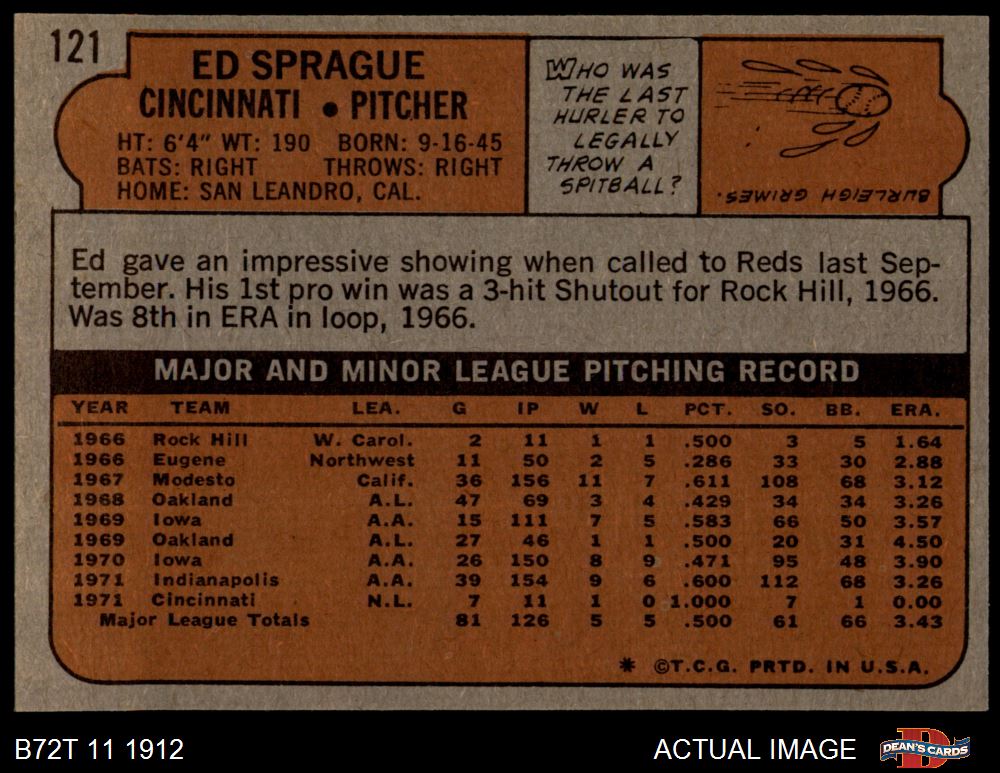 121
ED SPRAGUE
CINCINNATI • PITCHER
HT: 6'4" WT: 190 BORN: 9-16-45
BATS: RIGHT THROWS: RIGHT
HOME: SAN LEANDRO, CAL.
WHO WAS
THE LAST
HURLER TO
LEGALLY
THROW A
SPITBALL?
BURLEIGH GRIMES.
Ed gave an impressive showing when called to Reds last Sep-
tember. His 1st pro win was a 3-hit Shutout for Rock Hill, 1966.
Was 8th in ERA in loop, 1966.
MAJOR AND MINOR LEAGUE PITCHING RECORD
YEAR TEAM LEA. G IP W L PCT. SO. BB. ERA.
1966 Rock Hill W. Carol. 2 11 1 1 .500 3 5 1.64
1966 Eugene Northwest 11 50 2 5 .286 33 30 2.88
1967 Modesto Calif. 36 156 11 7 .611 108 68 3.12
1968 Oakland A.L. 47 69 3 4 .429 34 34 3.26
1969 Iowa A.A. 15 111 7 5 .583 66 50 3.57
1969 Oakland A.L. 27 46 1 1 .500 20 31 4.50
1970 Iowa A.A. 26 150 8 9 .471 95 48 3.90
1971 Indianapolis A.A. 39 154 9 6 .600 112 68 3.26
1971 Cincinnati N.L. 7 11 1 0 1.000 7 1 0.00
Major League Totals 81 126 5 5 .500 61 66 3.43
* ©T.C.G. PRTD. IN U.S.A.
B72T 11 1912
ACTUAL IMAGE
DEAN'S CARDS